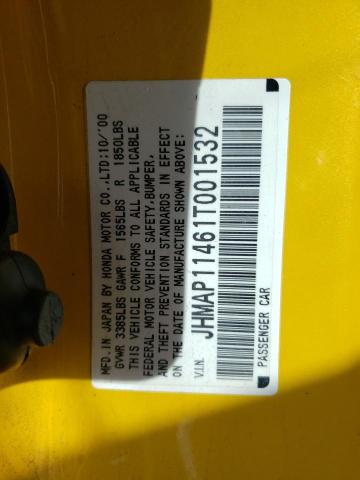 MFD.IN JAPAN BY HONDA MOTOR CO.,LTD:10/'00
GVWR 3385LBS GAWR F 1565LBS R 1850LBS
THIS VEHICLE CONFORMS TO ALL APPLICABLE
FEDERAL MOTOR VEHICLE SAFETY,BUMPER,
AND THEFT PREVENTION STANDARDS IN EFFECT
ON THE DATE OF MANUFACTURE SHOWN ABOVE:
V.I.N. JHMAP11461T001532
PASSENGER CAR